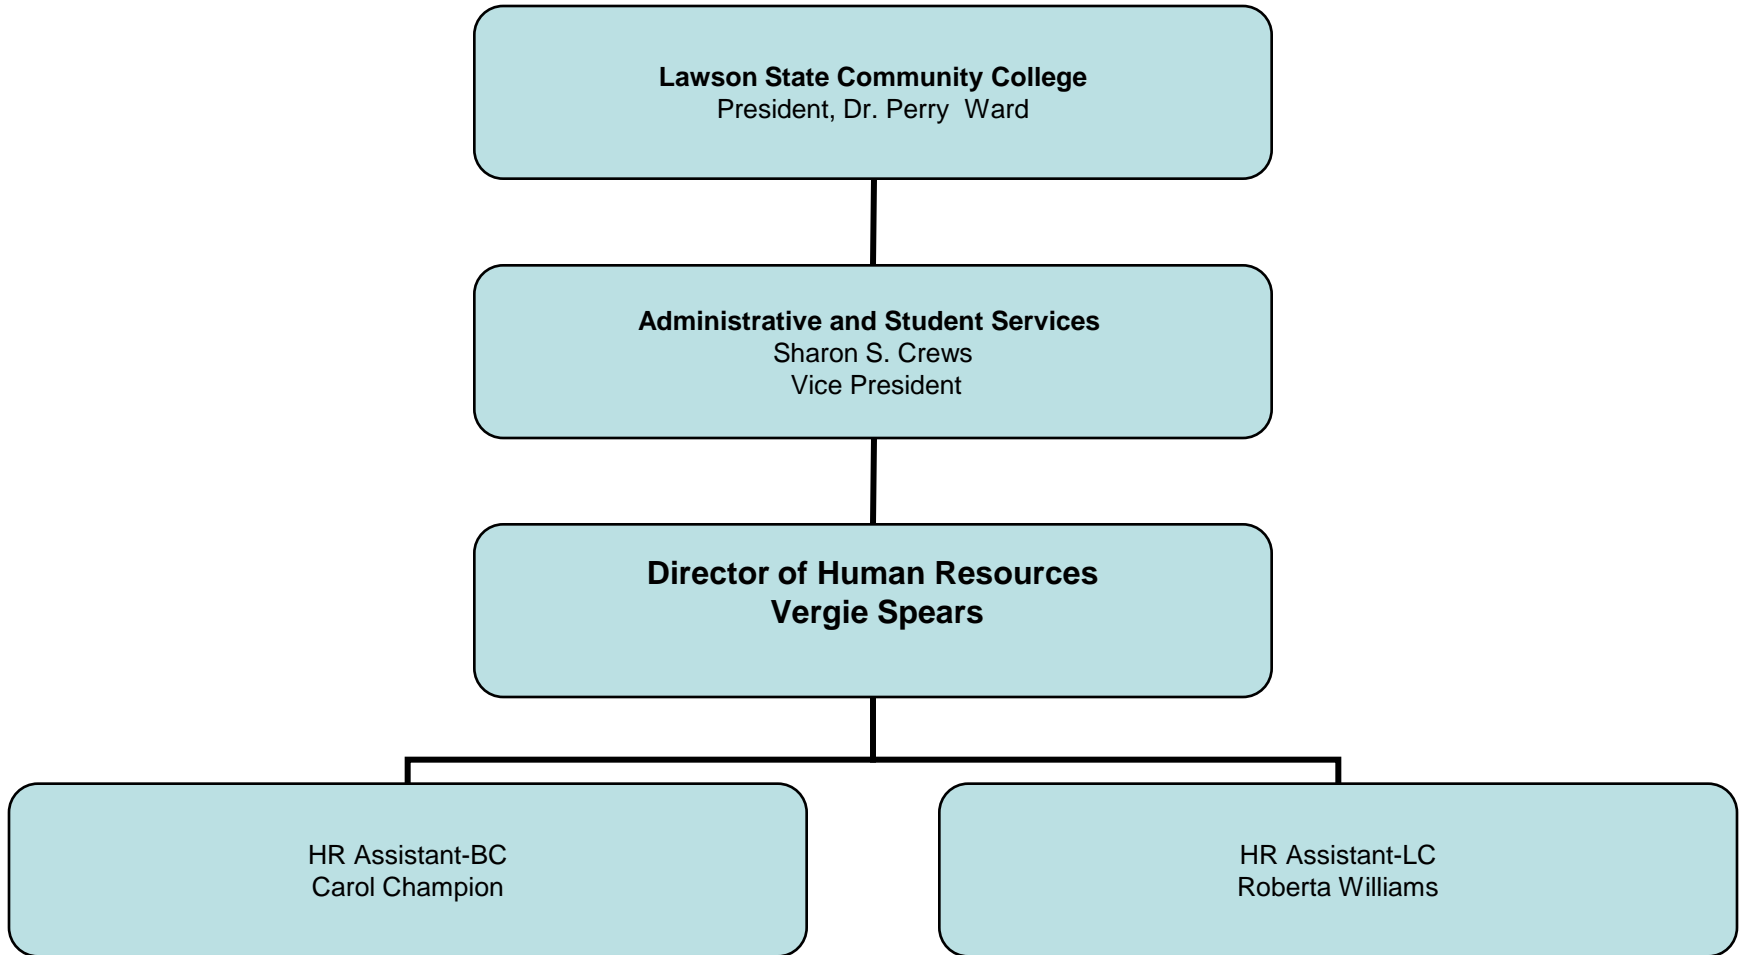 Lawson State Community College
President, Dr. Perry  Ward
Administrative and Student Services
Sharon S. Crews
Vice President
Director of Human Resources
Vergie Spears
HR Assistant-BC
Carol Champion
HR Assistant-LC
Roberta Williams